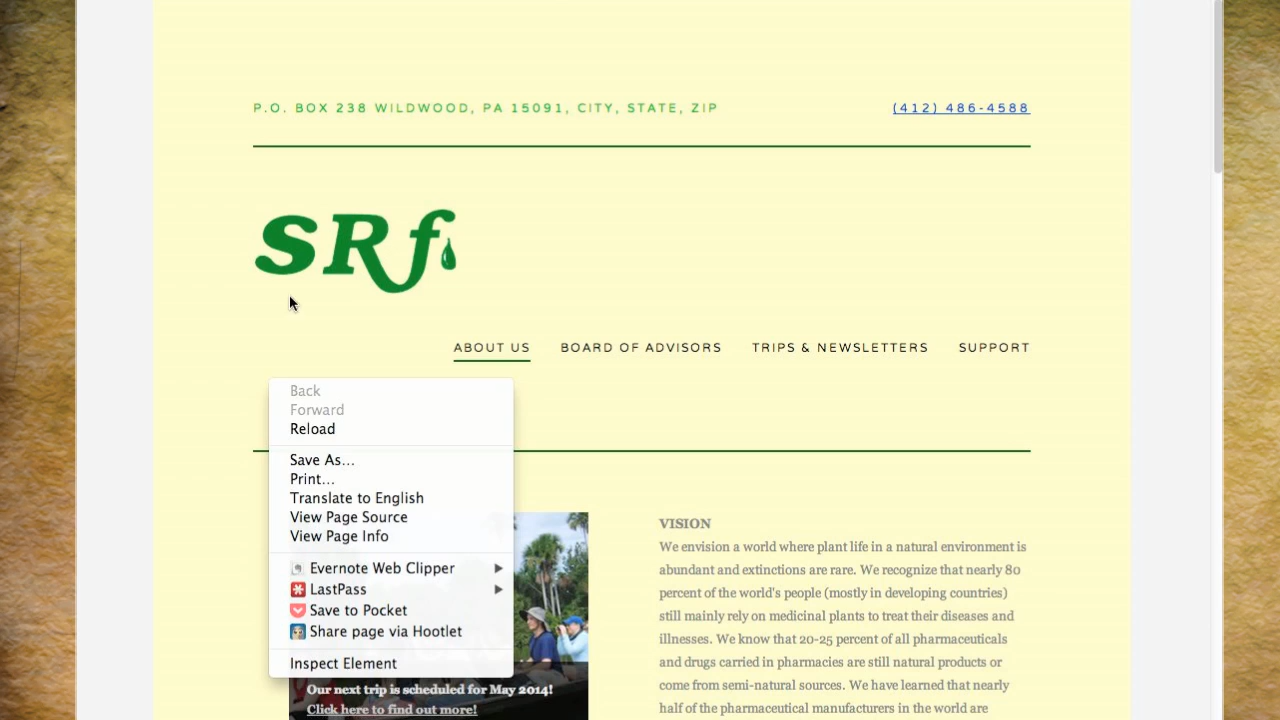 P.O. BOX 238 WILDWOOD, PA 15091, CITY, STATE, ZIP
(412) 486-4588
SRf
ABOUT US
BOARD OF ADVISORS
TRIPS & NEWSLETTERS
SUPPORT
Back
Forward
Reload
Save As...
Print...
Translate to English
View Page Source
View Page Info
Evernote Web Clipper
LastPass
Save to Pocket
Share page via Hootlet
Inspect Element
Our next trip is scheduled for May 2014!
Click here to find out more!
VISION
We envision a world where plant life in a natural environment is
abundant and extinctions are rare. We recognize that nearly 80
percent of the world's people (mostly in developing countries)
still mainly rely on medicinal plants to treat their diseases and
illnesses. We know that 20-25 percent of all pharmaceuticals
and drugs carried in pharmacies are still natural products or
come from semi-natural sources. We have learned that nearly
half of the pharmaceutical manufacturers in the world are